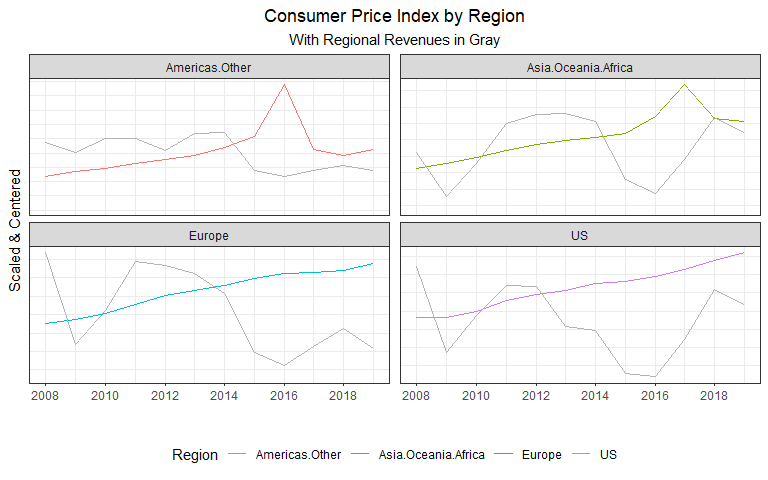 Consumer Price Index by Region
With Regional Revenues in Gray
Americas.Other
Asia.Oceania.Africa
Scaled & Centered
Europe
US
2008 2010 2012 2014 2016 2018
2008 2010 2012 2014 2016 2018
Region Americas.Other Asia.Oceania.Africa Europe US